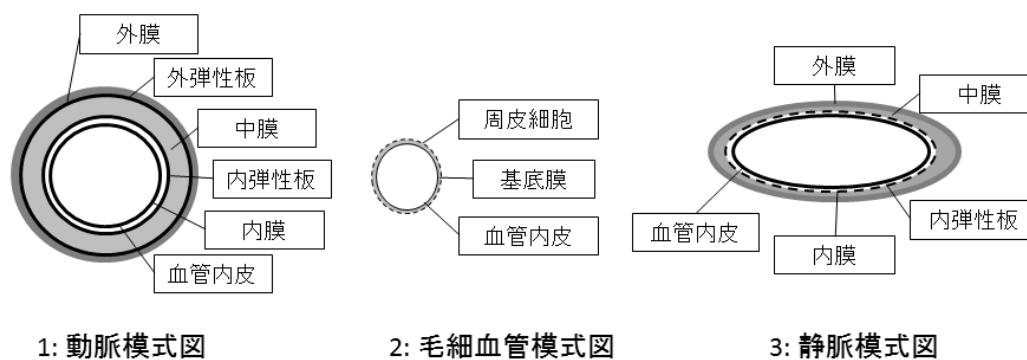 外膜
外弾性板
中膜
内弾性板
内膜
血管内皮
1: 動脈模式図
周皮細胞
基底膜
血管内皮
2: 毛細血管模式図
外膜
中膜
血管内皮
内弾性板
内膜
3: 静脈模式図